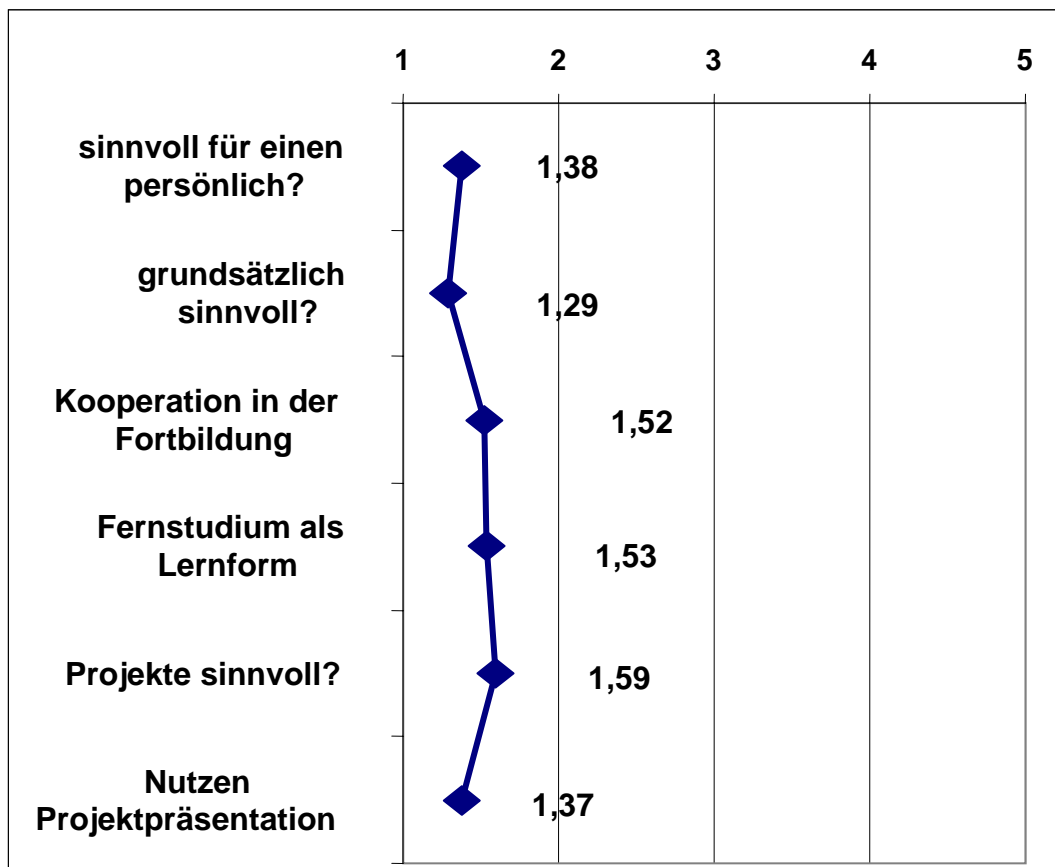 1 2 3 4 5
sinnvoll für einen
persönlich?
1,38
grundsätzlich
sinnvoll?
1,29
Kooperation in der
Fortbildung
1,52
Fernstudium als
Lernform
1,53
Projekte sinnvoll?
1,59
Nutzen
Projektpräsentation
1,37